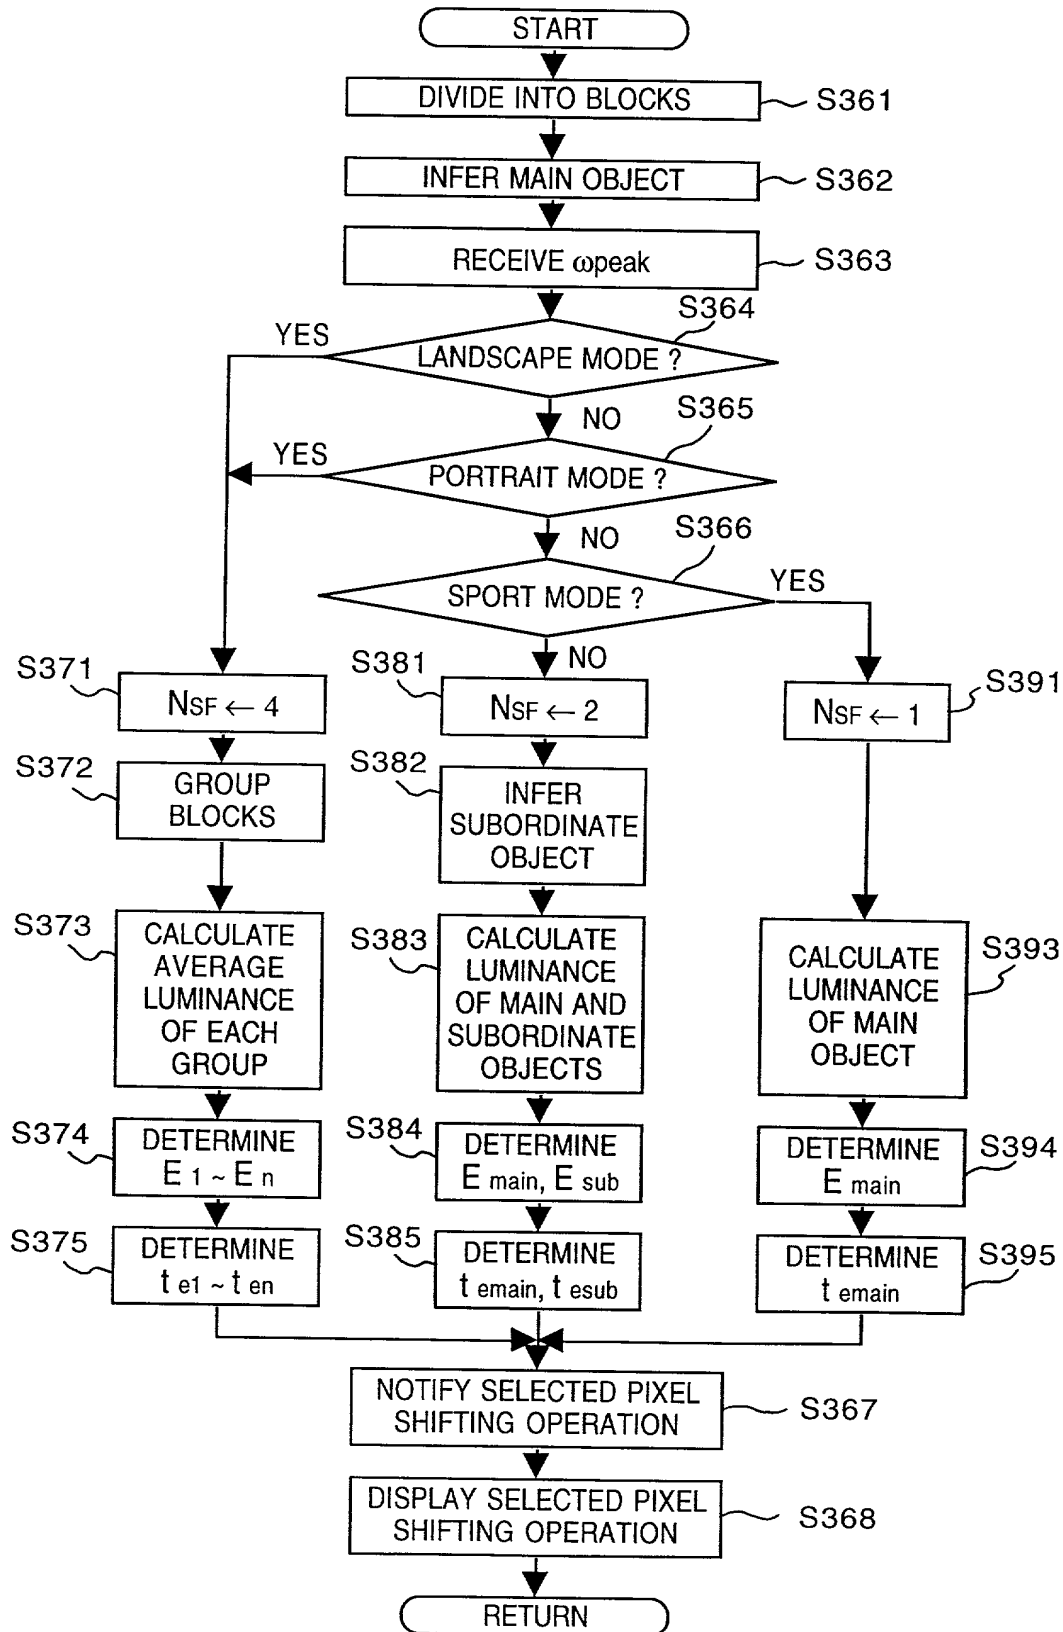 START
DIVIDE INTO BLOCKS
S361
INFER MAIN OBJECT
S362
RECEIVE ωpeak
S363
S364
YES
LANDSCAPE MODE ?
NO
S365
YES
PORTRAIT MODE ?
NO
S366
SPORT MODE ?
YES
NO
S371
NSF ← 4
S381
NSF ← 2
S391
NSF ← 1
S372
GROUP
BLOCKS
S382
INFER
SUBORDINATE
OBJECT
S373
CALCULATE
AVERAGE
LUMINANCE
OF EACH
GROUP
S383
CALCULATE
LUMINANCE
OF MAIN AND
SUBORDINATE
OBJECTS
S393
CALCULATE
LUMINANCE
OF MAIN
OBJECT
S374
DETERMINE
E 1 ~ E n
S384
DETERMINE
E main, E sub
S394
DETERMINE
E main
S375
DETERMINE
t e1 ~ t en
S385
DETERMINE
t emain, t esub
S395
DETERMINE
t emain
NOTIFY SELECTED PIXEL
SHIFTING OPERATION
S367
DISPLAY SELECTED PIXEL
SHIFTING OPERATION
S368
RETURN